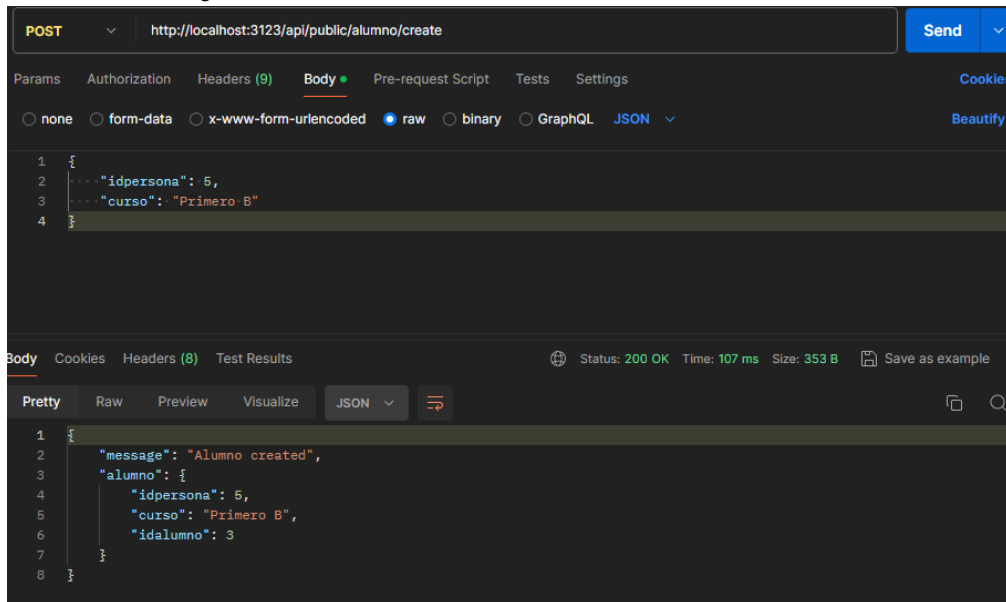 POST http://localhost:3123/api/public/alumno/create Send
Params Authorization Headers (9) Body Pre-request Script Tests Settings Cookies
none form-data x-www-form-urlencoded raw binary GraphQL JSON Beautify
1 {
2 "idpersona": 5,
3 "curso": "Primero B"
4 }
Body Cookies Headers (8) Test Results Status: 200 OK Time: 107 ms Size: 353 B Save as example
Pretty Raw Preview Visualize JSON
1 {
2 "message": "Alumno created",
3 "alumno": {
4 "idpersona": 5,
5 "curso": "Primero B",
6 "idalumno": 3
7 }
8 }